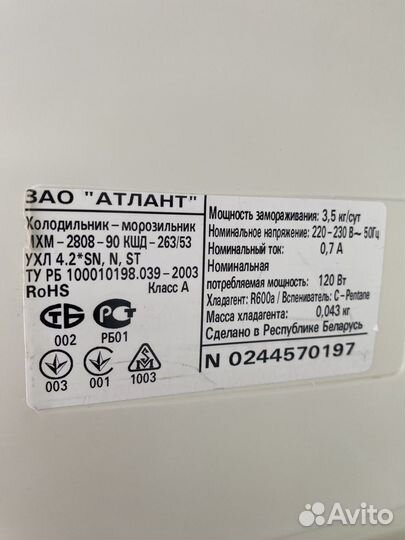 ЗАО "АТЛАНТ"
Холодильник - морозильник
МХМ - 2808 - 90 КШД - 263/53
УХЛ 4.2*SN, N, ST
ТУ РБ 100010198.039 - 2003
RoHS Класс А
002 РБ01
003 001 1003
Мощность замораживания: 3,5 кг/сут
Номинальное напряжение: 220 - 230 В~ 50Гц
Номинальный ток: 0,7 А
Номинальная
потребляемая мощность: 120 Вт
Хладагент: R600a / Вспениватель: C - Pentane
Масса хладагента: 0,043 кг
Сделано в Республике Беларусь
N 0244570197
Avito